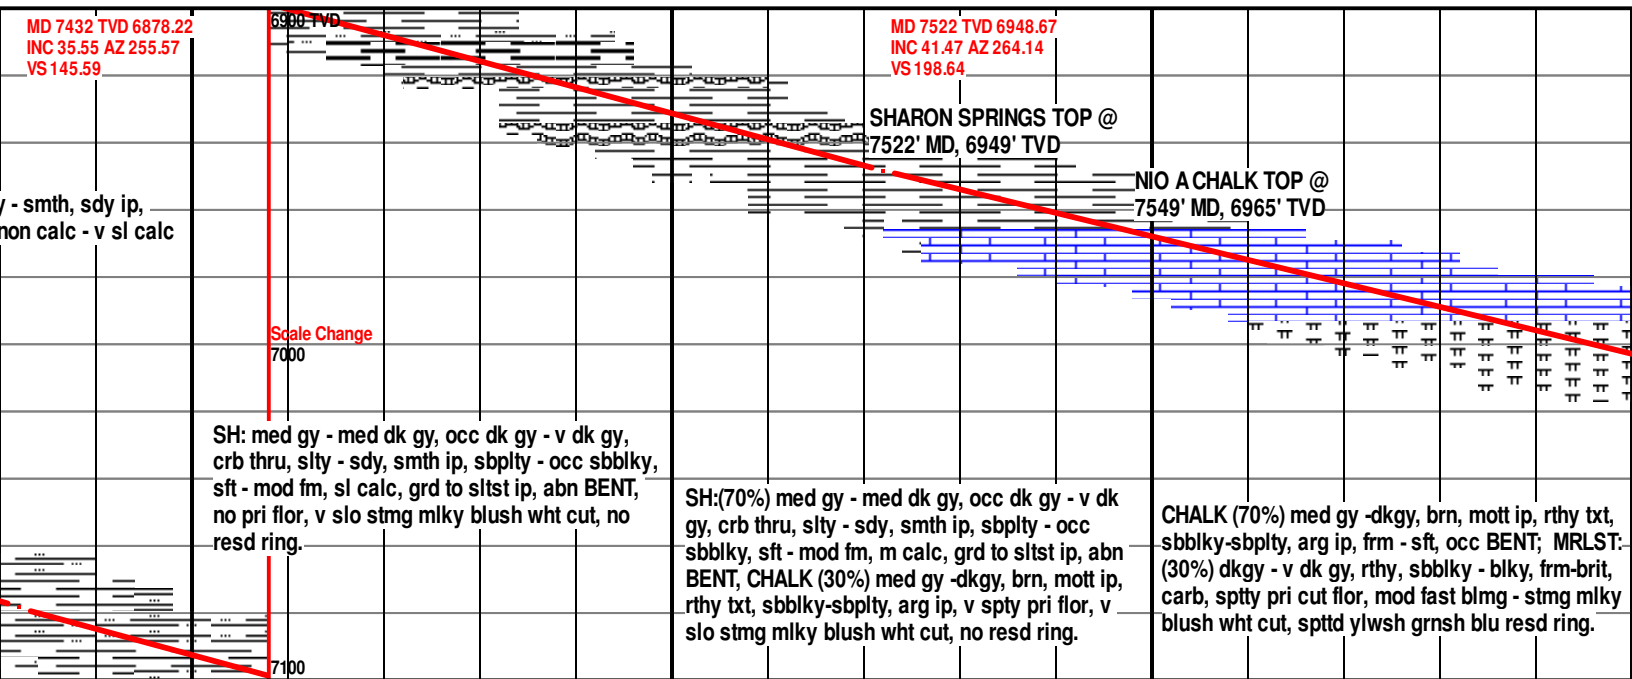 MD 7432 TVD 6878.22
INC 35.55 AZ 255.57
VS 145.59
6900 TVD
MD 7522 TVD 6948.67
INC 41.47 AZ 264.14
VS 198.64
SHARON SPRINGS TOP @
7522' MD, 6949' TVD
NIO A CHALK TOP @
7549' MD, 6965' TVD
y - smth, sdy ip,
non calc - v sl calc
Scale Change
7000
SH: med gy - med dk gy, occ dk gy - v dk gy,
crb thru, slty - sdy, smth ip, sbplty - occ sbblky,
sft - mod fm, sl calc, grd to sltst ip, abn BENT,
no pri flor, v slo stmg mlky blush wht cut, no
resd ring.
SH:(70%) med gy - med dk gy, occ dk gy - v dk
gy, crb thru, slty - sdy, smth ip, sbplty - occ
sbblky, sft - mod fm, m calc, grd to sltst ip, abn
BENT, CHALK (30%) med gy -dkgy, brn, mott ip,
rthy txt, sbblky-sbplty, arg ip, v spty pri flor, v
slo stmg mlky blush wht cut, no resd ring.
CHALK (70%) med gy -dkgy, brn, mott ip, rthy txt,
sbblky-sbplty, arg ip, frm - sft, occ BENT; MRLST:
(30%) dkgy - v dk gy, rthy, sbblky - blky, frm-brit,
carb, sptty pri cut flor, mod fast blmg - stmg mlky
blush wht cut, spttd ylwsh grnsh blu resd ring.
7100